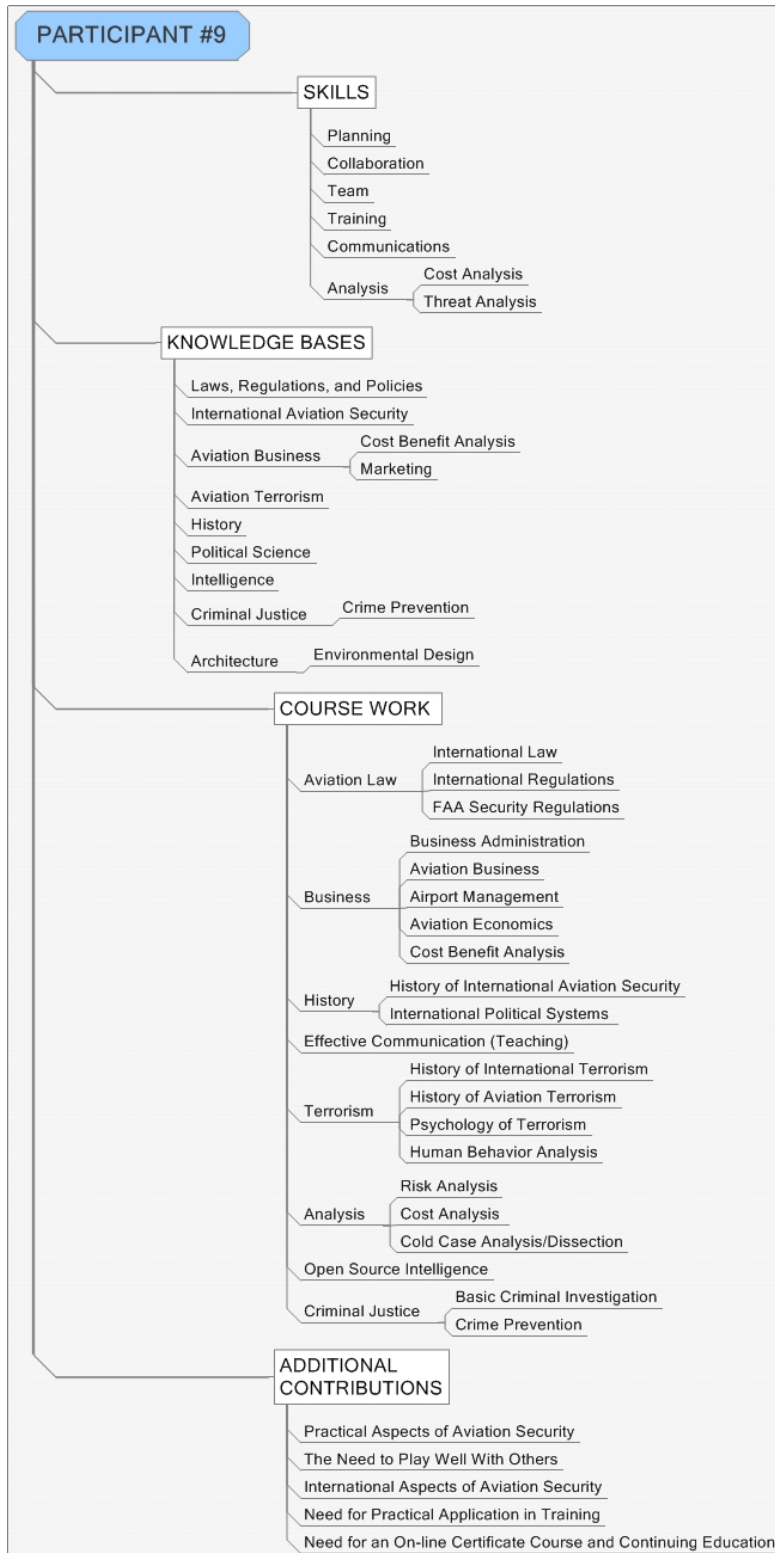 PARTICIPANT #9
SKILLS
Planning
Collaboration
Team
Training
Communications
Analysis
Cost Analysis
Threat Analysis
KNOWLEDGE BASES
Laws, Regulations, and Policies
International Aviation Security
Aviation Business
Cost Benefit Analysis
Marketing
Aviation Terrorism
History
Political Science
Intelligence
Criminal Justice
Crime Prevention
Architecture
Environmental Design
COURSE WORK
Aviation Law
International Law
International Regulations
FAA Security Regulations
Business
Business Administration
Aviation Business
Airport Management
Aviation Economics
Cost Benefit Analysis
History
History of International Aviation Security
International Political Systems
Effective Communication (Teaching)
Terrorism
History of International Terrorism
History of Aviation Terrorism
Psychology of Terrorism
Human Behavior Analysis
Analysis
Risk Analysis
Cost Analysis
Cold Case Analysis/Dissection
Open Source Intelligence
Criminal Justice
Basic Criminal Investigation
Crime Prevention
ADDITIONAL
CONTRIBUTIONS
Practical Aspects of Aviation Security
The Need to Play Well With Others
International Aspects of Aviation Security
Need for Practical Application in Training
Need for an On-line Certificate Course and Continuing Education